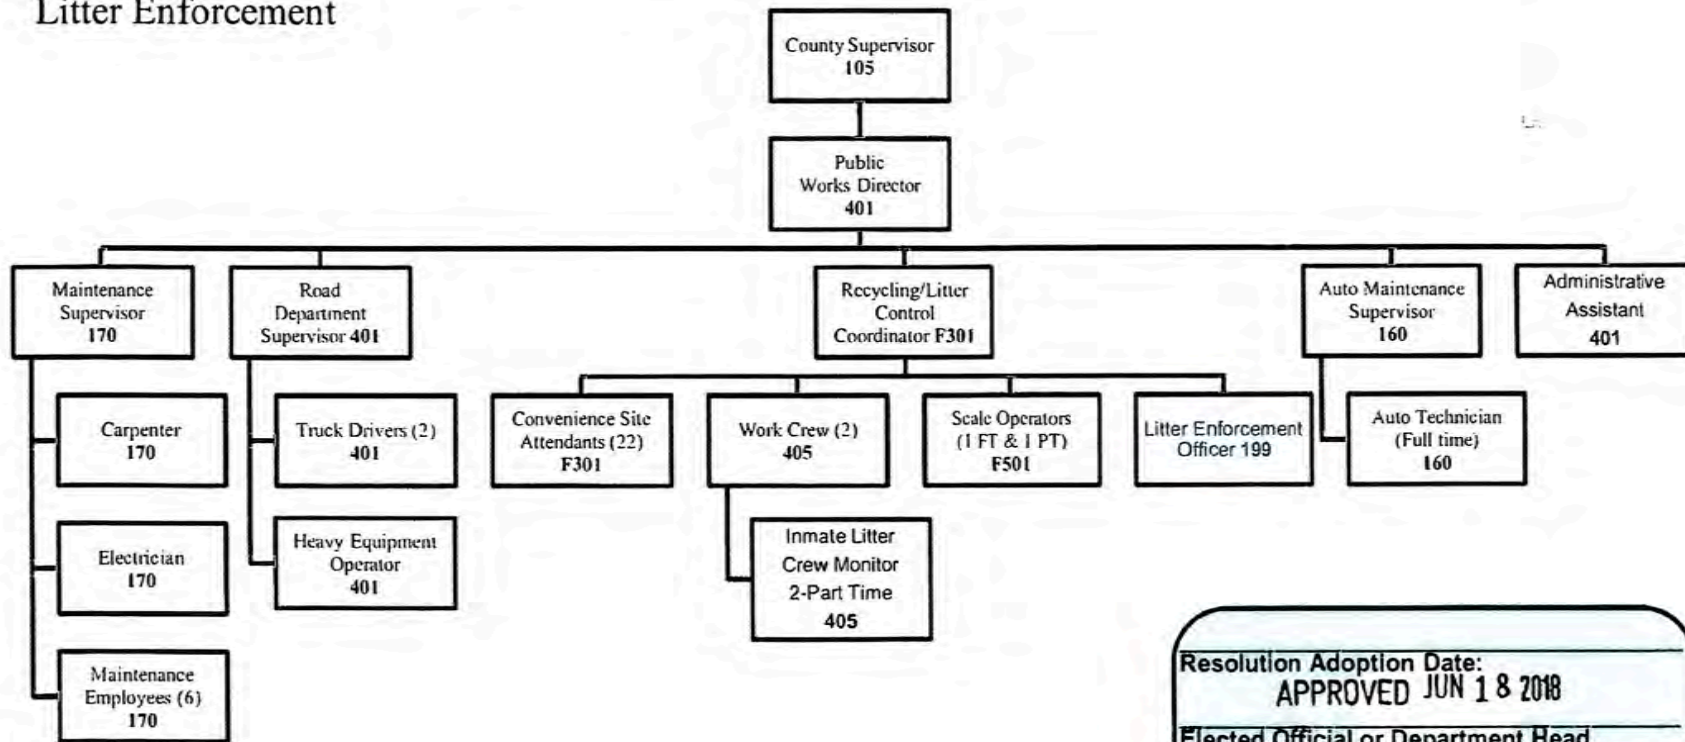 Litter Enforcement
County Supervisor
105
Public
Works Director
401
Maintenance
Supervisor
170
Road
Department
Supervisor 401
Recycling/Litter
Control
Coordinator F301
Auto Maintenance
Supervisor
160
Administrative
Assistant
401
Carpenter
170
Truck Drivers (2)
401
Convenience Site
Attendants (22)
F301
Work Crew (2)
405
Scale Operators
(1 FT & 1 PT)
F501
Litter Enforcement
Officer 199
Auto Technician
(Full time)
160
Electrician
170
Heavy Equipment
Operator
401
Inmate Litter
Crew Monitor
2-Part Time
405
Maintenance
Employees (6)
170
Resolution Adoption Date:
APPROVED JUN 18 2018
Elected Official or Department Head